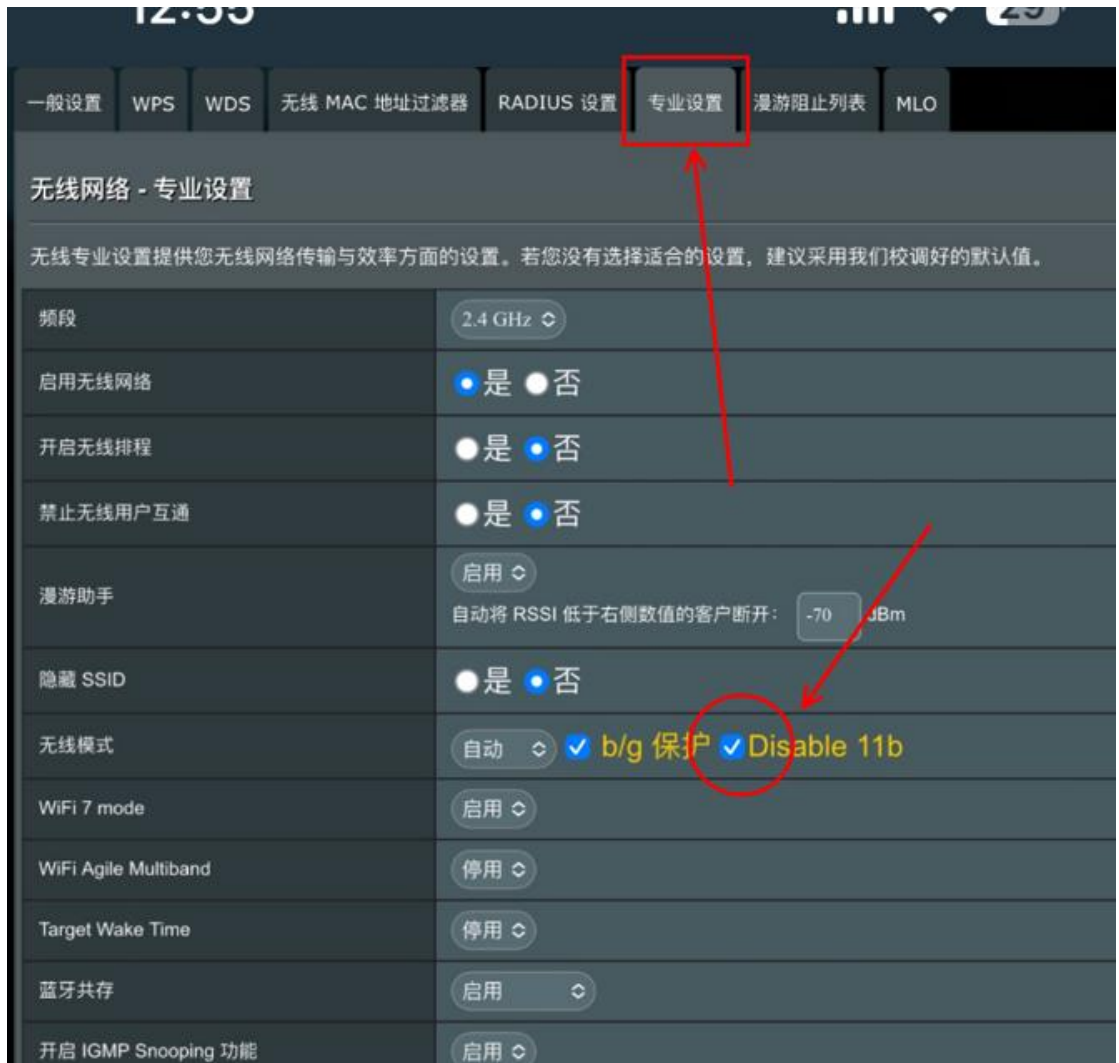 12:55
29
一般设置 WPS WDS 无线 MAC 地址过滤器 RADIUS 设置 专业设置 漫游阻止列表 MLO
无线网络 - 专业设置
无线专业设置提供您无线网络传输与效率方面的设置。若您没有选择适合的设置，建议采用我们校调好的默认值。
频段 2.4 GHz
启用无线网络 是 否
开启无线排程 是 否
禁止无线用户互通 是 否
漫游助手 启用
自动将 RSSI 低于右侧数值的客户断开： -70 dBm
隐藏 SSID 是 否
无线模式 自动 b/g 保护 Disable 11b
WiFi 7 mode 启用
WiFi Agile Multiband 停用
Target Wake Time 停用
蓝牙共存 启用
开启 IGMP Snooping 功能 启用